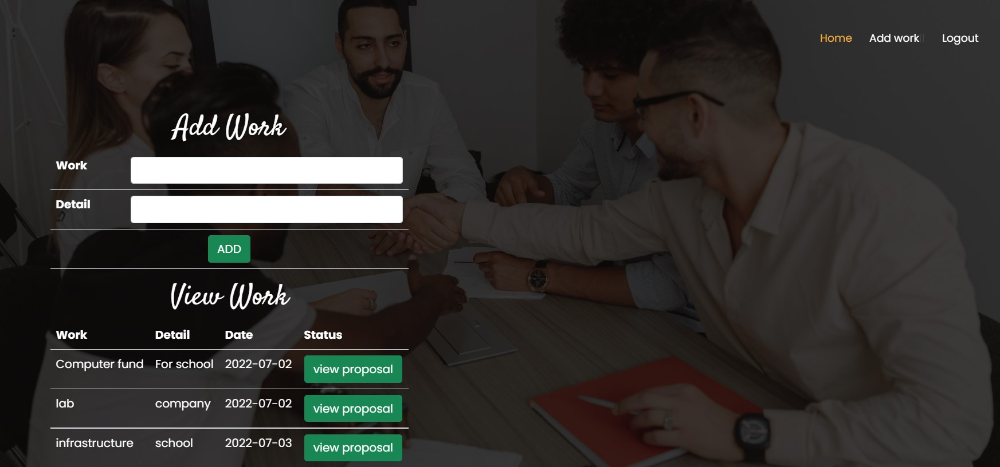 Home Add work Logout
Add Work
Work
Detail
ADD
View Work
Work Detail Date Status
Computer fund For school 2022-07-02 view proposal
lab company 2022-07-02 view proposal
infrastructure school 2022-07-03 view proposal